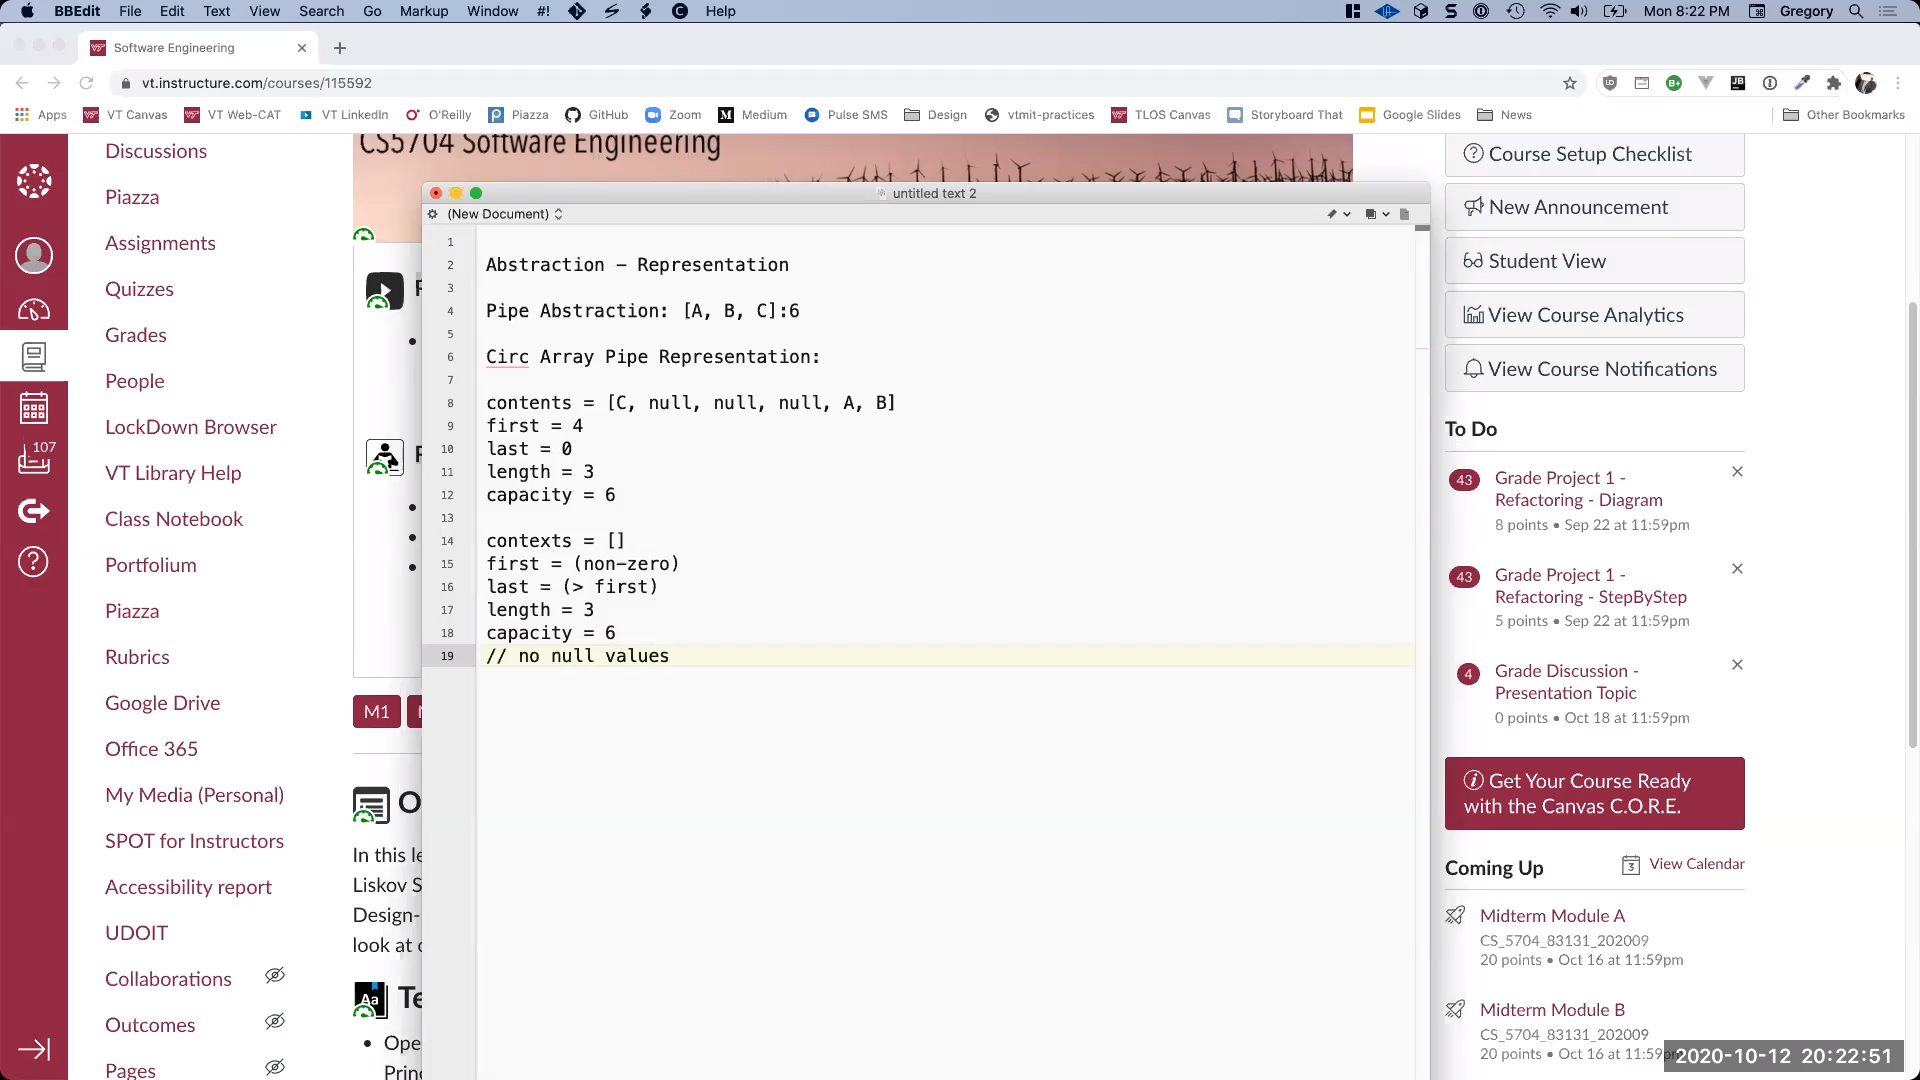 BBEdit File Edit Text View Search Go Markup Window #! Help Mon 8:22 PM Gregory
Software Engineering
vt.instructure.com/courses/115592
Apps VT Canvas VT Web-CAT VT LinkedIn O'Reilly Piazza GitHub Zoom Medium Pulse SMS Design vtmit-practices TLOS Canvas Storyboard That Google Slides News Other Bookmarks
107
Discussions
Piazza
Assignments
Quizzes
Grades
People
LockDown Browser
VT Library Help
Class Notebook
Portfolium
Piazza
Rubrics
Google Drive
Office 365
My Media (Personal)
SPOT for Instructors
Accessibility report
UDOIT
Collaborations
Outcomes
Pages
CS5704 Software Engineering
M1
In this
Liskov S
Design-
look at
Te
• Ope
Princ
untitled text 2
(New Document)
1
2 Abstraction – Representation
3
4 Pipe Abstraction: [A, B, C]:6
5
6 Circ Array Pipe Representation:
7
8 contents = [C, null, null, null, A, B]
9 first = 4
10 last = 0
11 length = 3
12 capacity = 6
13
14 contexts = []
15 first = (non-zero)
16 last = (> first)
17 length = 3
18 capacity = 6
19 // no null values
Course Setup Checklist
New Announcement
Student View
View Course Analytics
View Course Notifications
To Do
43 Grade Project 1 -
Refactoring - Diagram
8 points • Sep 22 at 11:59pm
43 Grade Project 1 -
Refactoring - StepByStep
5 points • Sep 22 at 11:59pm
4 Grade Discussion -
Presentation Topic
0 points • Oct 18 at 11:59pm
Get Your Course Ready
with the Canvas C.O.R.E.
Coming Up 3 View Calendar
Midterm Module A
CS_5704_83131_202009
20 points • Oct 16 at 11:59pm
Midterm Module B
CS_5704_83131_202009
20 points • Oct 16 at 11:59p
2020-10-12 20:22:51